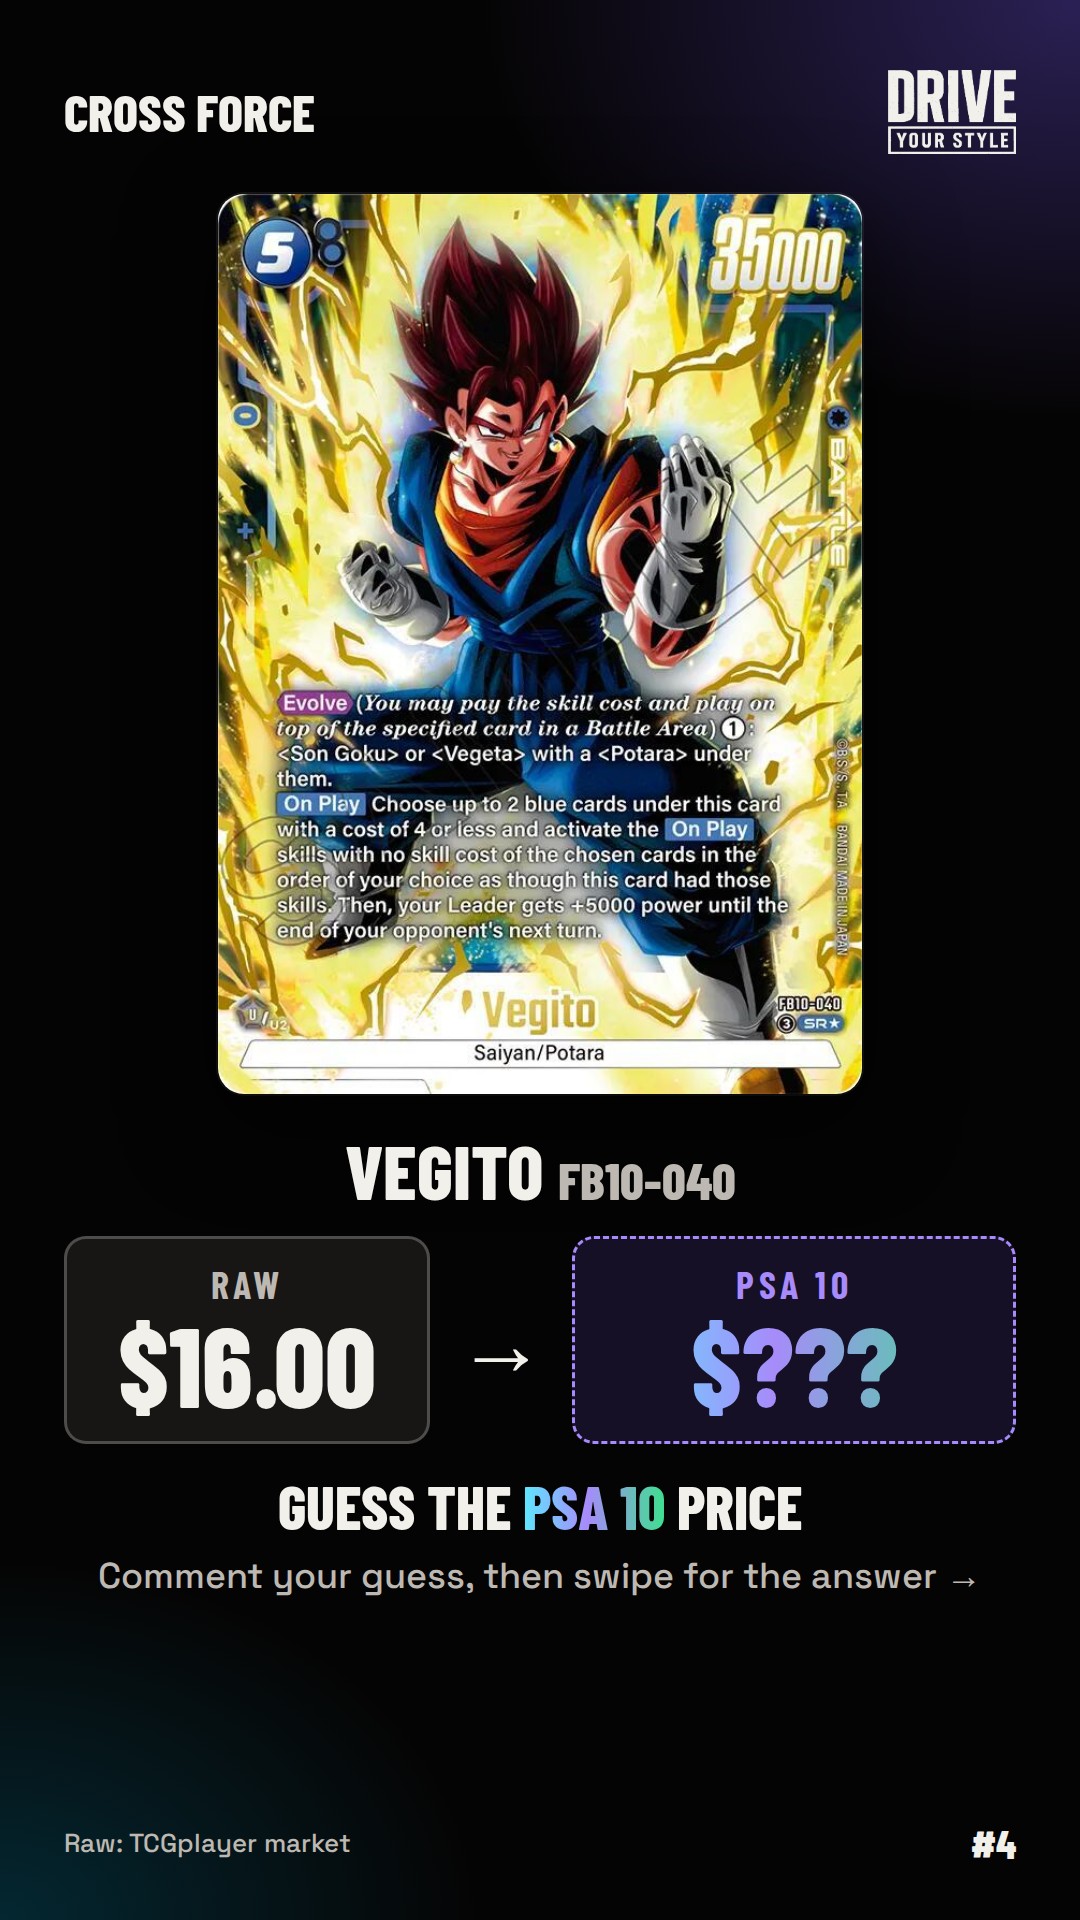 CROSS FORCE
DRIVE
YOUR STYLE
5
35000
0
+
BATTLE
Evolve (You may pay the skill cost and play on
top of the specified card in a Battle Area) 1 :
<Son Goku> or <Vegeta> with a <Potara> under
them.
On Play Choose up to 2 blue cards under this card
with a cost of 4 or less and activate the On Play
skills with no skill cost of the chosen cards in the
order of your choice as though this card had those
skills. Then, your Leader gets +5000 power until the
end of your opponent's next turn.
©B.S./S., T.A. BANDAI MADE IN JAPAN
Vegito
U/02
FB10-040
3 SR★
Saiyan/Potara
VEGITO FB10-040
RAW
$16.00
→
PSA 10
$???
GUESS THE PSA 10 PRICE
Comment your guess, then swipe for the answer →
Raw: TCGplayer market
#4